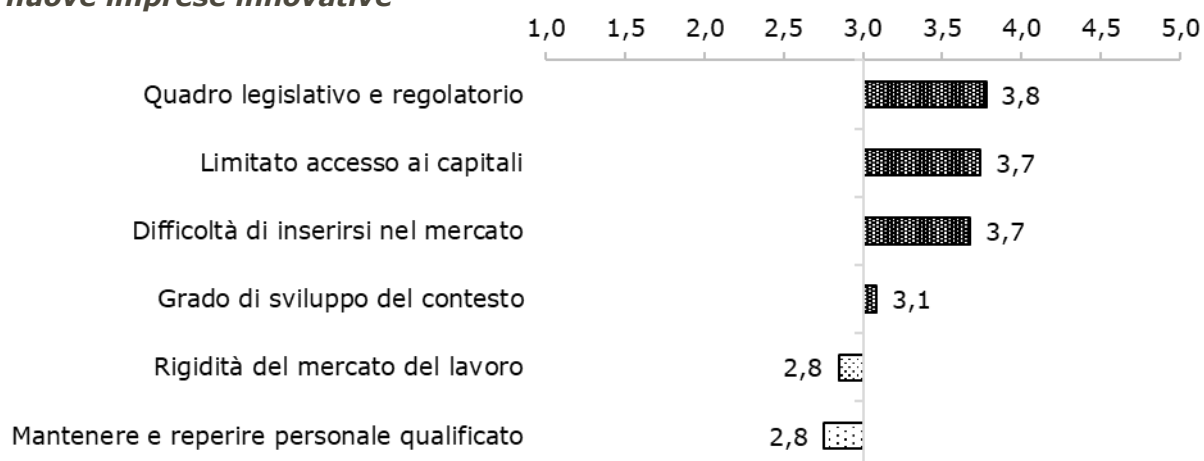 nuove imprese innovative
1,0 1,5 2,0 2,5 3,0 3,5 4,0 4,5 5,0
Quadro legislativo e regolatorio 3,8
Limitato accesso ai capitali 3,7
Difficoltà di inserirsi nel mercato 3,7
Grado di sviluppo del contesto 3,1
Rigidità del mercato del lavoro 2,8
Mantenere e reperire personale qualificato 2,8